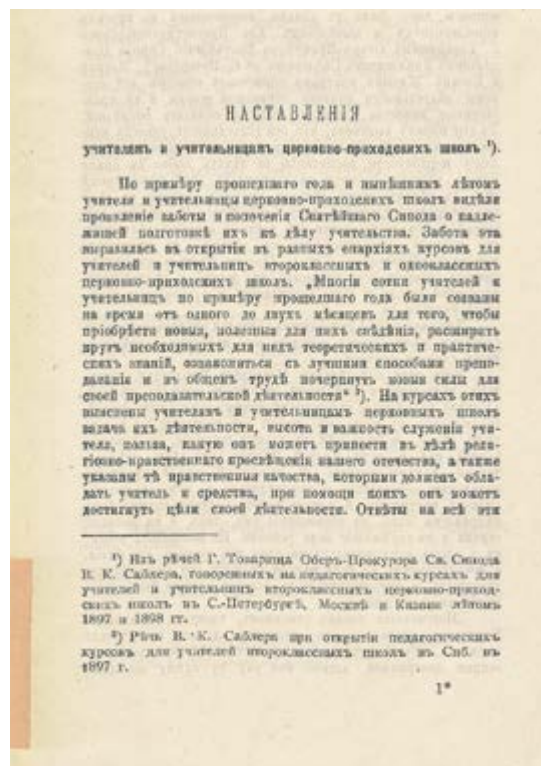 НАСТАВЛЕНІЯ
учителямъ и учительницамъ церковно-приходскихъ школъ ¹).
По примѣру прошедшаго года и нынѣшнимъ лѣтомъ
учителя и учительницы церковно-приходскихъ школъ видѣли
проявленіе заботы и попеченія Святѣйшаго Синода о надле-
жащей подготовкѣ ихъ къ дѣлу учительства. Забота эта
выразилась въ открытіи въ разныхъ епархіяхъ курсовъ для
учителей и учительницъ второклассныхъ и одноклассныхъ
церковно-приходскихъ школъ. „Многія сотни учителей и
учительницъ по примѣру прошедшаго года были созваны
на время отъ одного до двухъ мѣсяцевъ для того, чтобы
пріобрѣсти новыя, полезныя для нихъ свѣдѣнія, расширить
кругъ необходимыхъ для нихъ теоретическихъ и практиче-
скихъ знаній, ознакомиться съ лучшими способами препо-
даванія и въ общемъ трудѣ почерпнуть новыя силы для
своей преподавательской дѣятельности“ ²). На курсахъ этихъ
выяснены учителямъ и учительницамъ церковныхъ школъ
задача ихъ дѣятельности, высота и важность служенія учи-
теля, польза, какую онъ можетъ принести въ дѣлѣ рели-
гіозно-нравственнаго просвѣщенія нашего отечества, а также
указаны тѣ нравственныя качества, которыми долженъ обла-
дать учитель и средства, при помощи коихъ онъ можетъ
достигнуть цѣли своей дѣятельности. Отвѣты на всѣ эти
¹) Изъ рѣчей Г. Товарища Оберъ-Прокурора Св. Синода
В. К. Саблера, говоренныхъ на педагогическихъ курсахъ для
учителей и учительницъ второклассныхъ церковно-приход-
скихъ школъ въ С.-Петербургѣ, Москвѣ и Казани лѣтомъ
1897 и 1898 гг.
²) Рѣчь В. К. Саблера при открытіи педагогическихъ
курсовъ для учителей второклассныхъ школъ въ Спб. въ
1897 г.
1*